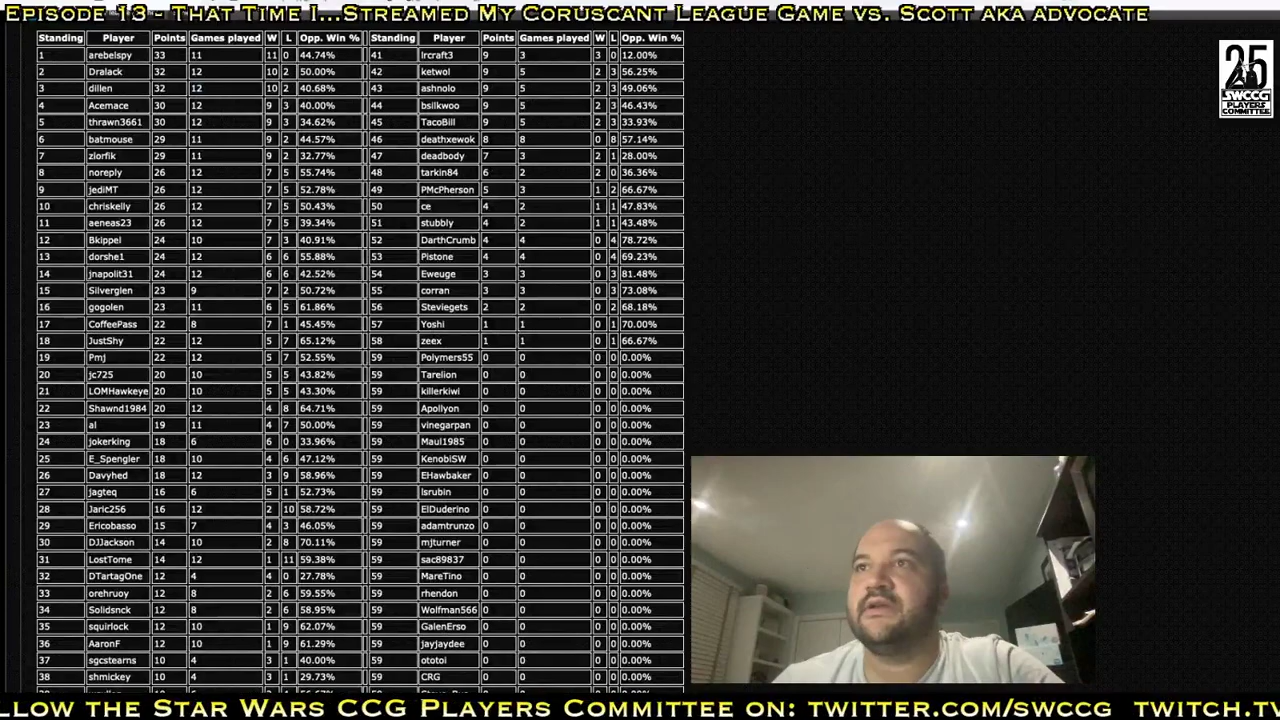 Episode 13 - That Time I...Streamed My Coruscant League Game vs. Scott aka advocate
25
SWCCG
PLAYERS
COMMITTEE
Standing Player Points Games played W L Opp. Win % Standing Player Points Games played W L Opp. Win %
1 arebelspy 33 11 11 0 44.74% 41 lrcraft3 9 3 3 0 12.00%
2 Dralack 32 12 10 2 50.00% 42 ketwol 9 5 2 3 56.25%
3 dillen 32 12 10 2 40.68% 43 ashnolo 9 5 2 3 49.06%
4 Acemace 30 12 9 3 40.00% 44 bsilkwoo 9 5 2 3 46.43%
5 thrawn3661 30 12 9 3 34.62% 45 TacoBill 9 5 2 3 33.93%
6 batmouse 29 11 9 2 44.57% 46 deathxewok 8 8 0 8 57.14%
7 zlorfik 29 11 9 2 32.77% 47 deadbody 7 3 2 1 28.00%
8 noreply 26 12 7 5 55.74% 48 tarkin84 6 2 2 0 36.36%
9 jediMT 26 12 7 5 52.78% 49 PMcPherson 5 3 1 2 66.67%
10 chriskelly 26 12 7 5 50.43% 50 ce 4 2 1 1 47.83%
11 aeneas23 26 12 7 5 39.34% 51 stubbly 4 2 1 1 43.48%
12 Bkippel 24 10 7 3 40.91% 52 DarthCrumb 4 4 0 4 78.72%
13 dorshe1 24 12 6 6 55.88% 53 Pistone 4 4 0 4 69.23%
14 jnapolit31 24 12 6 6 42.52% 54 Eweuge 3 3 0 3 81.48%
15 Silverglen 23 9 7 2 50.72% 55 corran 3 3 0 3 73.08%
16 gogolen 23 11 6 5 61.86% 56 Steviegets 2 2 0 2 68.18%
17 CoffeePass 22 8 7 1 45.45% 57 Yoshi 1 1 0 1 70.00%
18 JustShy 22 12 5 7 65.12% 58 zeex 1 1 0 1 66.67%
19 Pmj 22 12 5 7 52.55% 59 Polymers55 0 0 0 0 0.00%
20 jc725 20 10 5 5 43.82% 59 Tarelion 0 0 0 0 0.00%
21 LOMHawkeye 20 10 5 5 43.30% 59 killerkiwi 0 0 0 0 0.00%
22 Shawnd1984 20 12 4 8 64.71% 59 Apollyon 0 0 0 0 0.00%
23 al 19 11 4 7 50.00% 59 vinegarpan 0 0 0 0 0.00%
24 jokerking 18 6 6 0 33.96% 59 Maul1985 0 0 0 0 0.00%
25 E_Spengler 18 10 4 6 47.12% 59 KenobiSW 0 0 0 0 0.00%
26 Davyhed 18 12 3 9 58.96% 59 EHawbaker 0 0 0 0 0.00%
27 jagteq 16 6 5 1 52.73% 59 lsrubin 0 0 0 0 0.00%
28 Jaric256 16 12 2 10 58.72% 59 ElDuderino 0 0 0 0 0.00%
29 Ericobasso 15 7 4 3 46.05% 59 adamtrunzo 0 0 0 0 0.00%
30 DJJackson 14 10 2 8 70.11% 59 mjturner 0 0 0 0 0.00%
31 LostTome 14 12 1 11 59.38% 59 sac89837 0 0 0 0 0.00%
32 DTartagOne 12 4 4 0 27.78% 59 MareTino 0 0 0 0 0.00%
33 orehruoy 12 8 2 6 59.55% 59 rhendon 0 0 0 0 0.00%
34 Solidsnck 12 8 2 6 58.95% 59 Wolfman566 0 0 0 0 0.00%
35 squirlock 12 10 1 9 62.07% 59 GalenErso 0 0 0 0 0.00%
36 AaronF 12 10 1 9 61.29% 59 jayjaydee 0 0 0 0 0.00%
37 sgcstearns 10 4 3 1 40.00% 59 ototoi 0 0 0 0 0.00%
38 shmickey 10 4 3 1 29.73% 59 CRG 0 0 0 0 0.00%
llow the Star Wars CCG Players Committee on: twitter.com/swccg twitch.tv